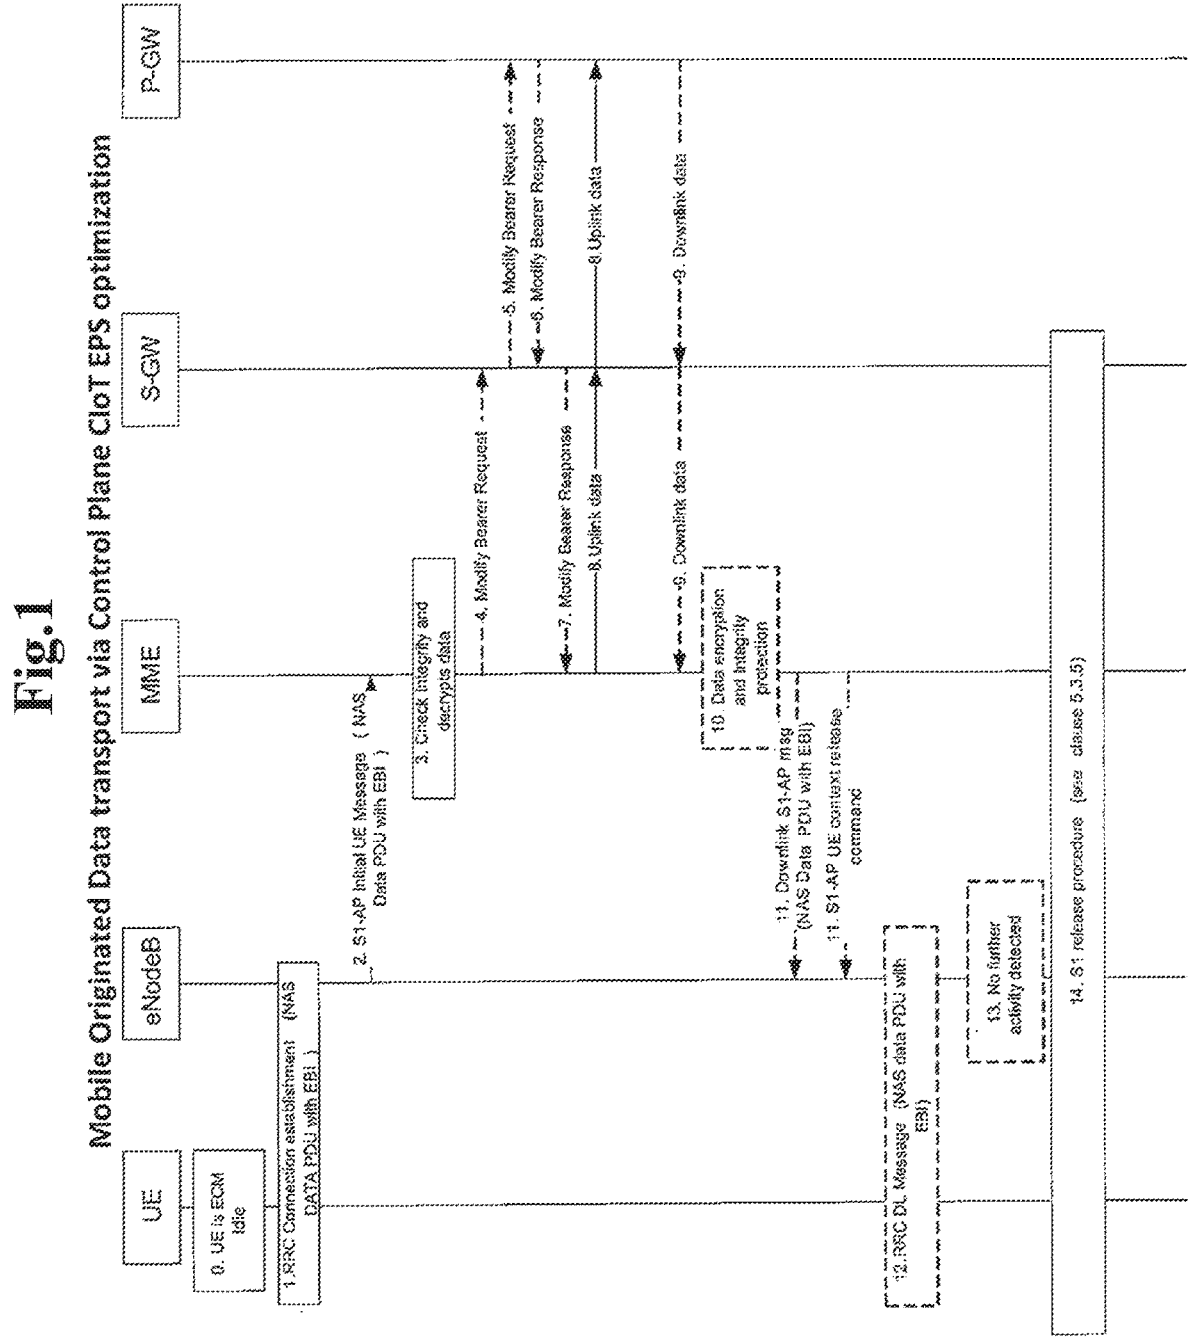 Fig.1
Mobile Originated Data transport via Control Plane CIoT EPS optimization
UE
eNodeB
MME
S-GW
P-GW
0. UE is ECM
Idle
1.RRC Connection establishment (NAS
DATA PDU with EBI )
2. S1-AP Initial UE Message ( NAS
Data PDU with EBI )
3. Check Integrity and
decrypts data
4. Modify Bearer Request
5. Modify Bearer Request
6. Modify Bearer Response
7. Modify Bearer Response
8.Uplink data
8.Uplink data
9. Downlink data
9. Downlink data
10. Data encryption
and Integrity
protection
11. Downlink S1-AP msg
(NAS Data PDU with EBI)
11. S1-AP UE context release
command
12.RRC DL Message (NAS data PDU with
EBI)
13. No further
activity detected
14. S1 release procedure (see clause 5.3.5)